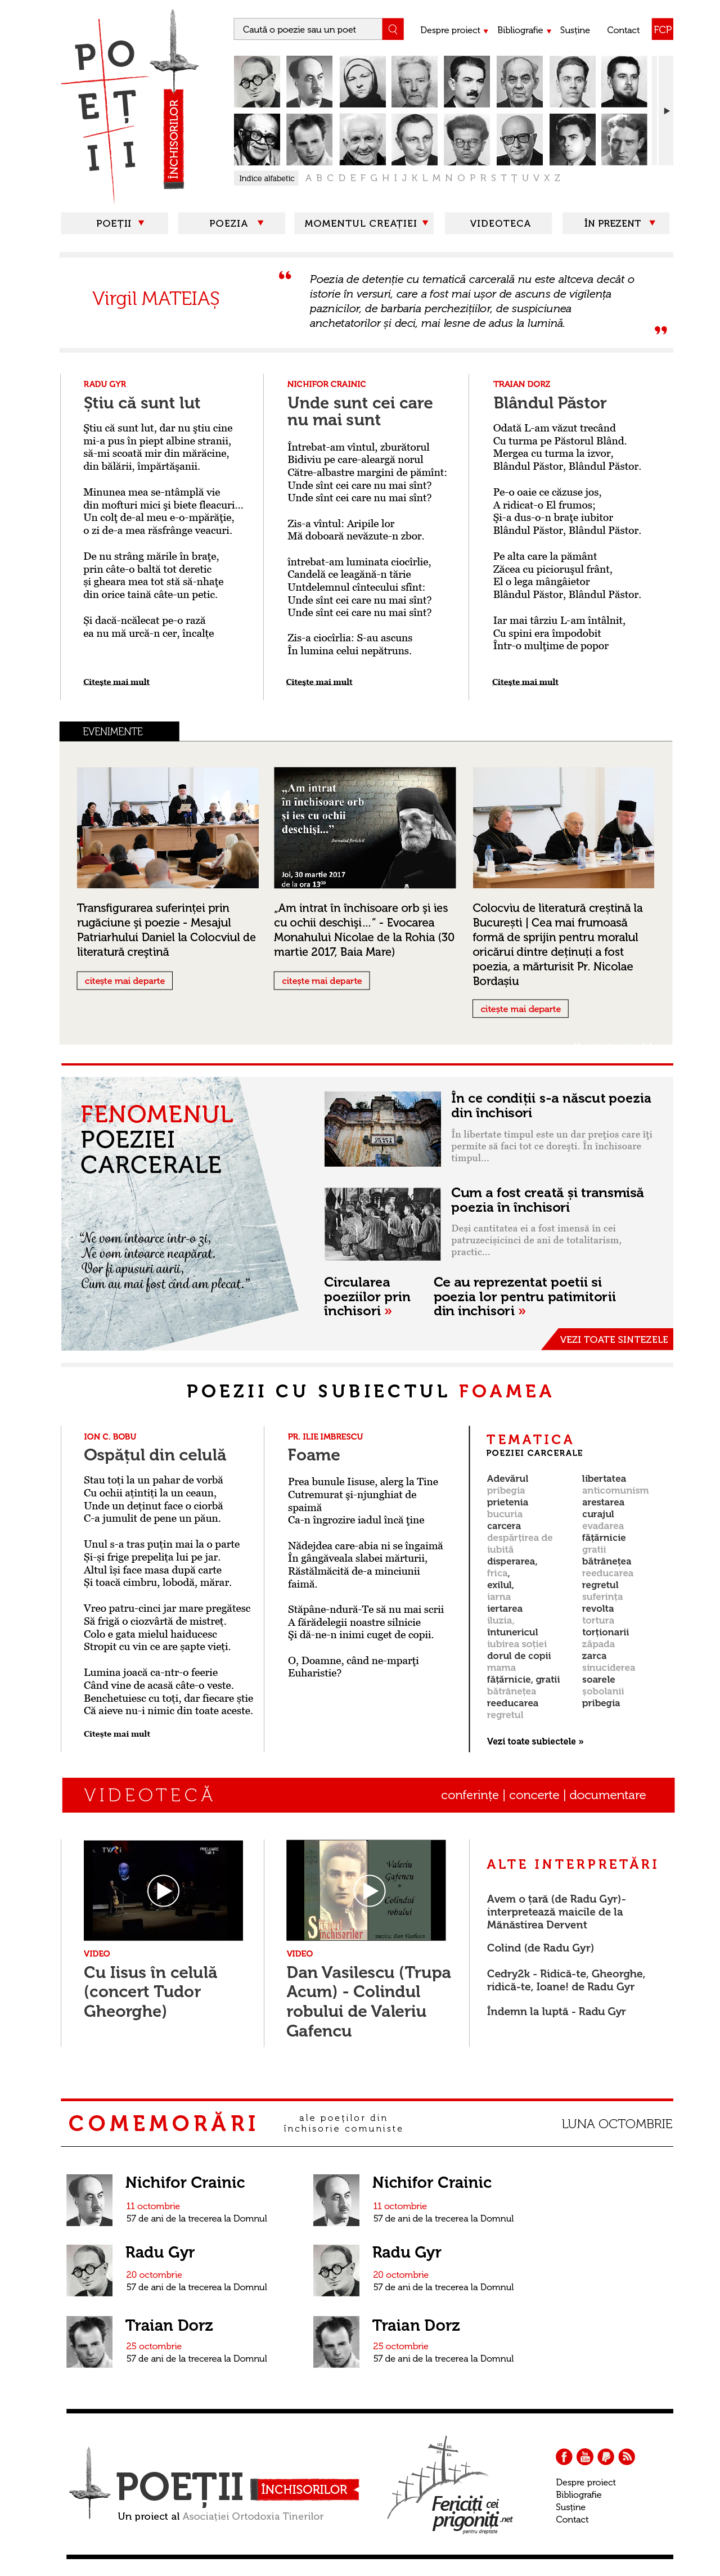 POEȚII
ÎNCHISORILOR
Caută o poezie sau un poet
Despre proiect
Bibliografie
Susține
Contact
FCP
Indice alfabetic
A B C D E F G H I J K L M N O P R S T Ț U V X Z
POEȚII
POEZIA
MOMENTUL CREAȚIEI
VIDEOTECA
ÎN PREZENT
Virgil MATEIAȘ
“
Poezia de detenție cu tematică carcerală nu este altceva decât o
istorie în versuri, care a fost mai ușor de ascuns de vigilența
paznicilor, de barbaria perchezițiilor, de suspiciunea
anchetatorilor și deci, mai lesne de adus la lumină.
”
RADU GYR
Știu că sunt lut
Știu că sunt lut, dar nu știu cine
mi-a pus în piept albine stranii,
să-mi scoată mir din mărăcine,
din bălării, împărtășanii.
Minunea mea se-ntâmplă vie
din mofturi mici și biete fleacuri...
Un colț de-al meu e-o-mpărăție,
o zi de-a mea răsfrânge veacuri.
De nu strâng mările în brațe,
prin câte-o baltă tot deretic
și gheara mea tot stă să-nhațe
din orice taină câte-un petic.
Și dacă-ncălecat pe-o rază
ea nu mă urcă-n cer, încalțe
Citește mai mult
NICHIFOR CRAINIC
Unde sunt cei care
nu mai sunt
Întrebat-am vîntul, zburătorul
Bidiviu pe care-aleargă norul
Către-albastre margini de pămînt:
Unde sînt cei care nu mai sînt?
Unde sînt cei care nu mai sînt?
Zis-a vîntul: Aripile lor
Mă doboară nevăzute-n zbor.
întrebat-am luminata ciocîrlie,
Candelă ce leagănă-n tărie
Untdelemnul cîntecului sfînt:
Unde sînt cei care nu mai sînt?
Unde sînt cei care nu mai sînt?
Zis-a ciocîrlia: S-au ascuns
În lumina celui nepătruns.
Citește mai mult
TRAIAN DORZ
Blândul Păstor
Odată L-am văzut trecând
Cu turma pe Păstorul Blând.
Mergea cu turma la izvor,
Blândul Păstor, Blândul Păstor.
Pe-o oaie ce căzuse jos,
A ridicat-o El frumos;
Și-a dus-o-n brațe iubitor
Blândul Păstor, Blândul Păstor.
Pe alta care la pământ
Zăcea cu piciorușul frânt,
El o lega mângâietor
Blândul Păstor, Blândul Păstor.
Iar mai târziu L-am întâlnit,
Cu spini era împodobit
Într-o mulțime de popor
Citește mai mult
EVENIMENTE
„Am intrat
în închisoare orb
și ies cu ochii
deschiși...”
Joi, 30 martie 2017
de la ora 13⁰⁰
Transfigurarea suferinței prin
rugăciune și poezie - Mesajul
Patriarhului Daniel la Colocviul de
literatură creștină
citește mai departe
„Am intrat în închisoare orb și ies
cu ochii deschiși...” - Evocarea
Monahului Nicolae de la Rohia (30
martie 2017, Baia Mare)
citește mai departe
Colocviu de literatură creștină la
București | Cea mai frumoasă
formă de sprijin pentru moralul
oricărui dintre deținuți a fost
poezia, a mărturisit Pr. Nicolae
Bordașiu
citește mai departe
FENOMENUL
POEZIEI
CARCERALE
“Ne vom întoarce într-o zi,
Ne vom întoarce neapărat.
Vor fi apusuri aurii,
Cum au mai fost cînd am plecat.”
În ce condiții s-a născut poezia
din închisori
În libertate timpul este un dar prețios care îți
permite să faci tot ce dorești. În închisoare
timpul...
Cum a fost creată și transmisă
poezia în închisori
Deși cantitatea ei a fost imensă în cei
patruzecișicinci de ani de totalitarism,
practic...
Circularea
poeziilor prin
închisori »
Ce au reprezentat poetii si
poezia lor pentru patimitorii
din inchisori »
VEZI TOATE SINTEZELE
POEZII CU SUBIECTUL FOAMEA
ION C. BOBU
Ospățul din celulă
Stau toți la un pahar de vorbă
Cu ochii ațintiți la un ceaun,
Unde un deținut face o ciorbă
C-a jumulit de pene un păun.
Unul s-a tras puțin mai la o parte
Și-și frige prepelița lui pe jar.
Altul își face masa după carte
Și toacă cimbru, lobodă, mărar.
Vreo patru-cinci jar mare pregătesc
Să frigă o ciozvârtă de mistreț.
Colo e gata mielul haiducesc
Stropit cu vin ce are șapte vieți.
Lumina joacă ca-ntr-o feerie
Când vine de acasă câte-o veste.
Benchetuiesc cu toți, dar fiecare știe
Că aieve nu-i nimic din toate aceste.
Citește mai mult
PR. ILIE IMBRESCU
Foame
Prea bunule Iisuse, alerg la Tine
Cutremurat și-njunghiat de
spaimă
Ca-n îngrozire iadul încă ține
Nădejdea care-abia ni se îngaimă
În gângăveala slabei mărturii,
Răstălmăcită de-a minciunii
faimă.
Stăpâne-ndură-Te să nu mai scrii
A fărădelegii noastre silnicie
Și dă-ne-n inimi cuget de copii.
O, Doamne, când ne-mparți
Euharistie?
TEMATICA
POEZIEI CARCERALE
Adevărul
pribegia
prietenia
bucuria
carcera
despărțirea de
iubită
disperarea,
frica,
exilul,
iarna
iertarea
iluzia,
întunericul
iubirea soției
dorul de copii
mama
fățărnicie, gratii
bătrânețea
reeducarea
regretul
libertatea
anticomunism
arestarea
curajul
evadarea
fățărnicie
gratii
bătrânețea
reeducarea
regretul
suferința
revolta
tortura
torționarii
zăpada
zarca
sinuciderea
soarele
șobolanii
pribegia
Vezi toate subiectele »
VIDEOTECĂ
conferințe | concerte | documentare
VIDEO
Cu Iisus în celulă
(concert Tudor
Gheorghe)
Valeriu
Gafencu
Colindul
robului
VIDEO
Dan Vasilescu (Trupa
Acum) - Colindul
robului de Valeriu
Gafencu
ALTE INTERPRETĂRI
Avem o țară (de Radu Gyr)-
interpretează maicile de la
Mănăstirea Dervent
Colind (de Radu Gyr)
Cedry2k - Ridică-te, Gheorghe,
ridică-te, Ioane! de Radu Gyr
Îndemn la luptă - Radu Gyr
COMEMORĂRI
ale poeților din
închisorie comuniste
LUNA OCTOMBRIE
Nichifor Crainic
11 octombrie
57 de ani de la trecerea la Domnul
Nichifor Crainic
11 octombrie
57 de ani de la trecerea la Domnul
Radu Gyr
20 octombrie
57 de ani de la trecerea la Domnul
Radu Gyr
20 octombrie
57 de ani de la trecerea la Domnul
Traian Dorz
25 octombrie
57 de ani de la trecerea la Domnul
Traian Dorz
25 octombrie
57 de ani de la trecerea la Domnul
POEȚII ÎNCHISORILOR
Un proiect al Asociației Ortodoxia Tinerilor
Fericiți cei
prigoniți.net
pentru dreptate
Despre proiect
Bibliografie
Susține
Contact